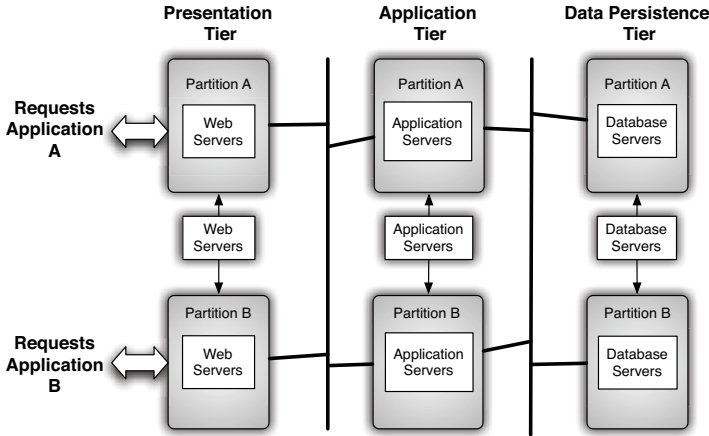 Presentation
Tier
Application
Tier
Data Persistence
Tier
Requests
Application
A
Partition A
Web
Servers
Partition A
Application
Servers
Partition A
Database
Servers
Web
Servers
Application
Servers
Database
Servers
Requests
Application
B
Partition B
Web
Servers
Partition B
Application
Servers
Partition B
Database
Servers